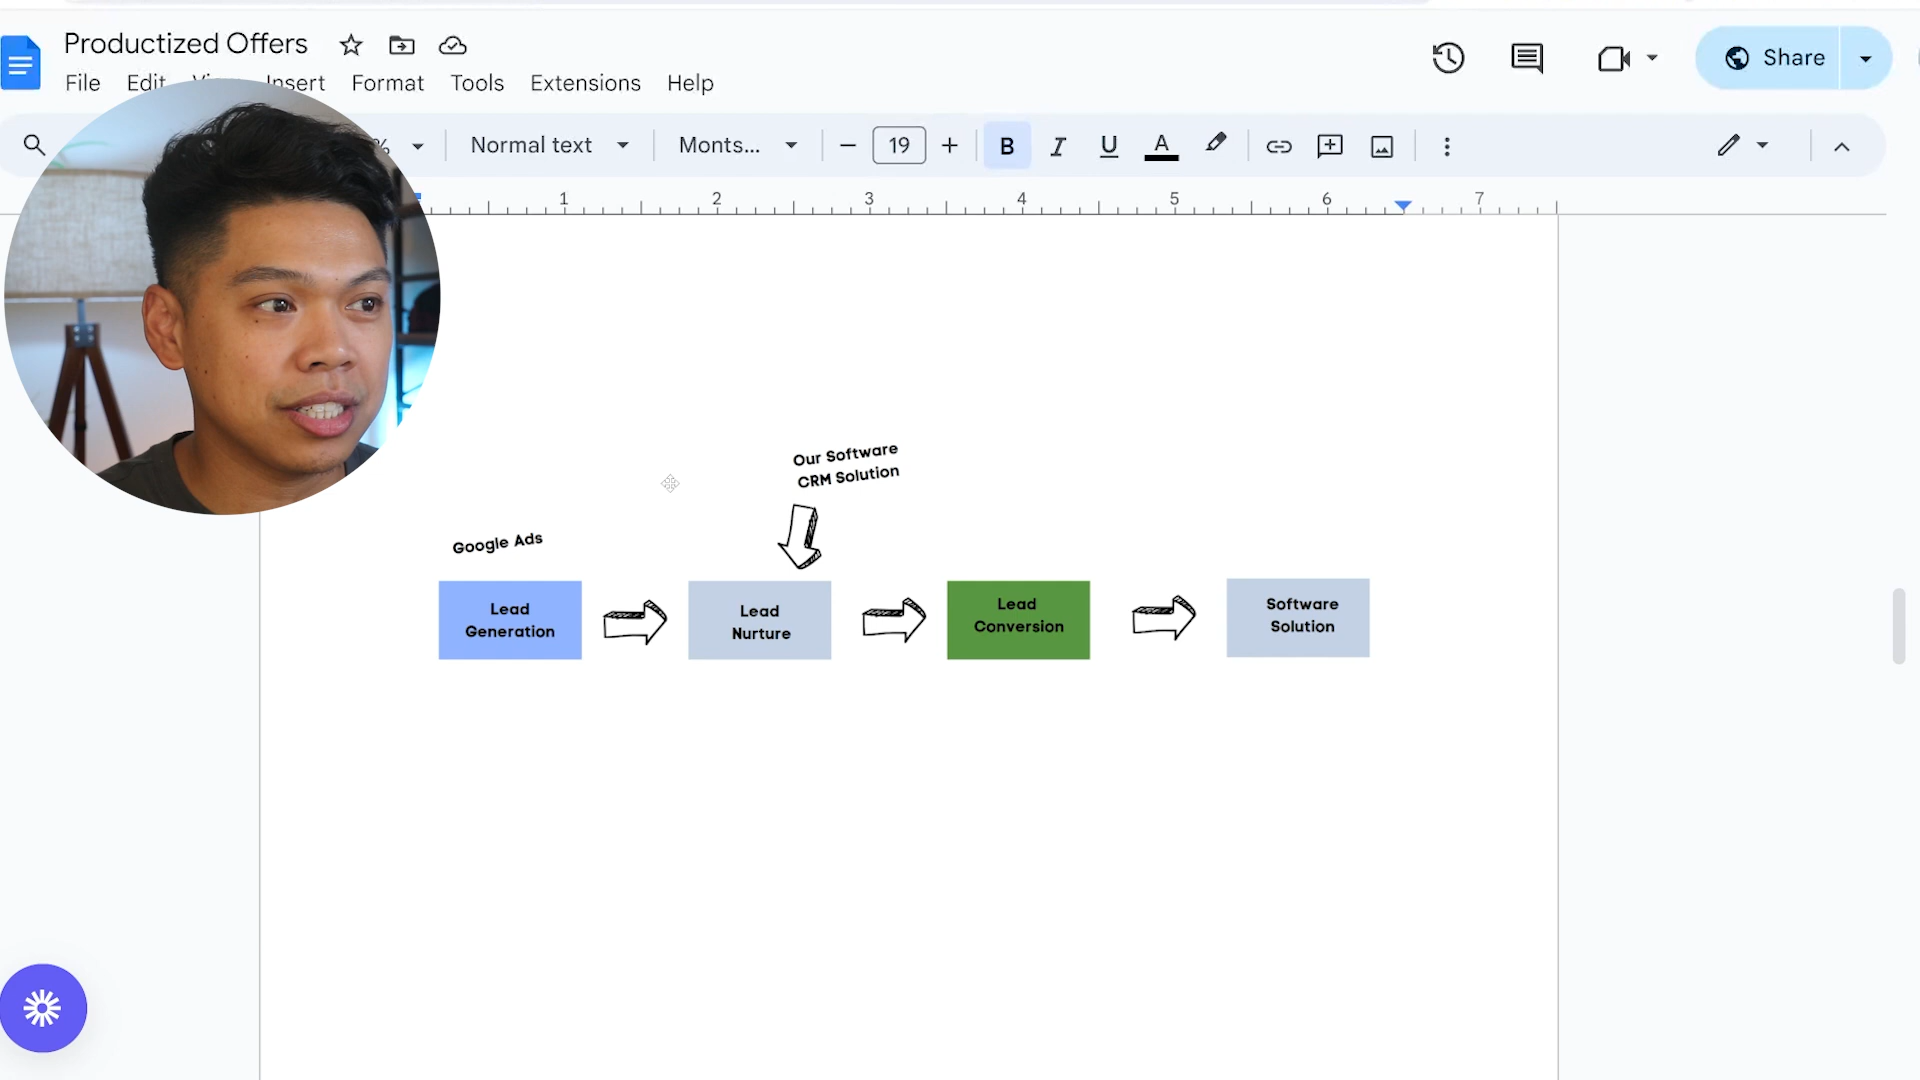 Productized Offers
File Edit Insert Format Tools Extensions Help
Share
% Normal text Monts... 19 B I U A
1 2 3 4 5 6 7
Our Software
CRM Solution
Google Ads
Lead
Generation
Lead
Nurture
Lead
Conversion
Software
Solution